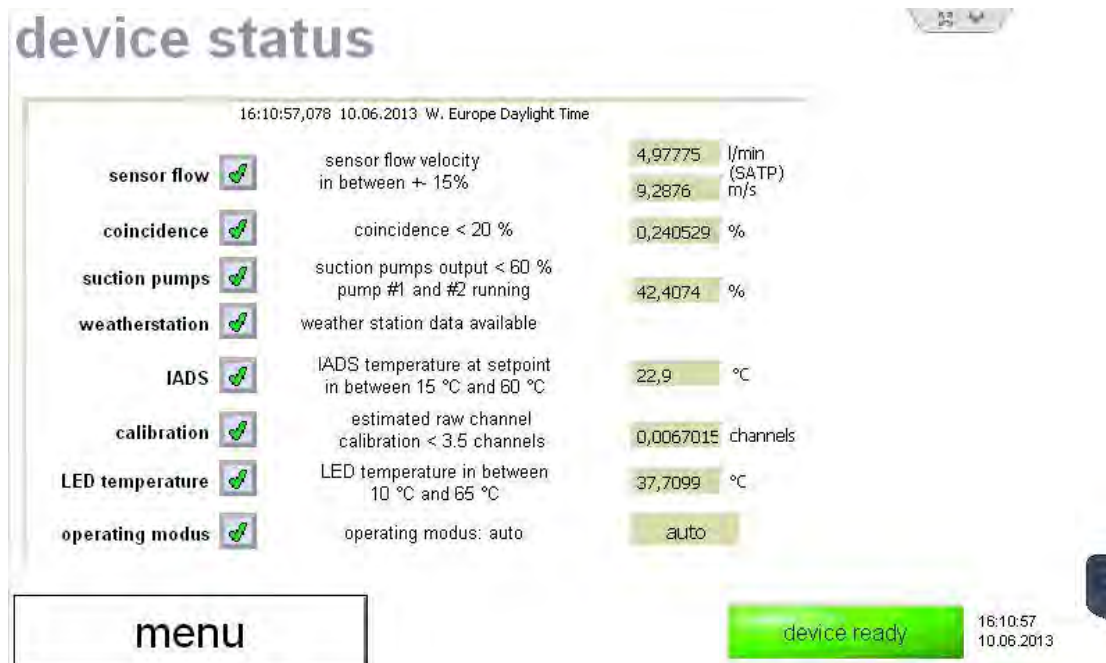 device status
16:10:57,078 10.06.2013 W. Europe Daylight Time
sensor flow
sensor flow velocity
in between +- 15%
4,97775 l/min
(SATP)
9,2876 m/s
coincidence
coincidence < 20 %
0,240529 %
suction pumps
suction pumps output < 60 %
pump #1 and #2 running
42,4074 %
weatherstation
weather station data available
IADS
IADS temperature at setpoint
in between 15 °C and 60 °C
22,9 °C
calibration
estimated raw channel
calibration < 3.5 channels
0,0067015 channels
LED temperature
LED temperature in between
10 °C and 65 °C
37,7099 °C
operating modus
operating modus: auto
auto
menu
device ready
16:10:57
10.06.2013